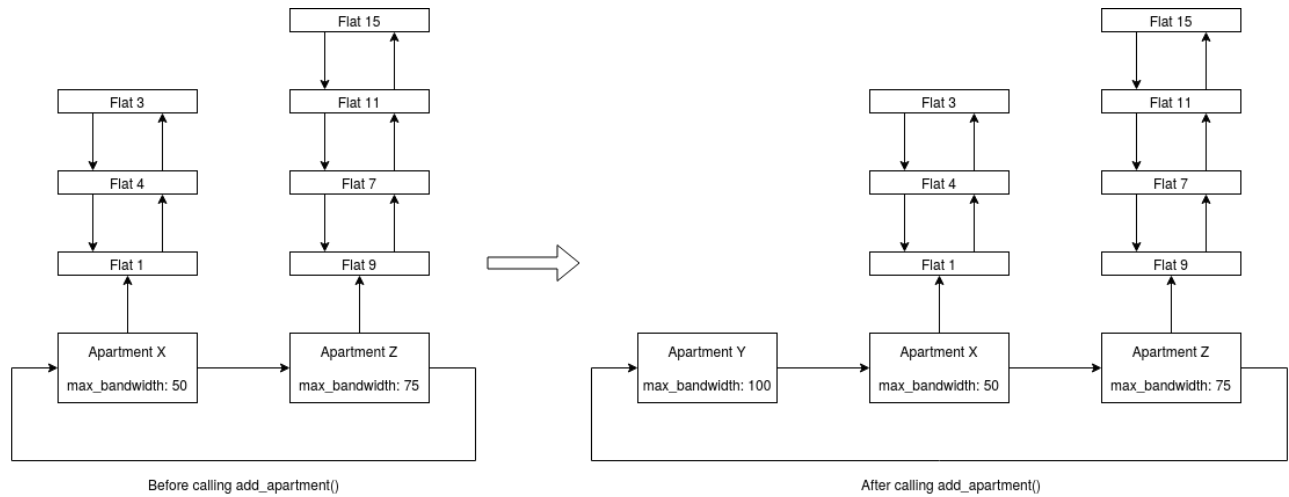 Flat 15
Flat 3
Flat 11
Flat 4
Flat 7
Flat 1
Flat 9
Apartment X
max_bandwidth: 50
Apartment Z
max_bandwidth: 75
Before calling add_apartment()
Flat 15
Flat 3
Flat 11
Flat 4
Flat 7
Flat 1
Flat 9
Apartment Y
max_bandwidth: 100
Apartment X
max_bandwidth: 50
Apartment Z
max_bandwidth: 75
After calling add_apartment()